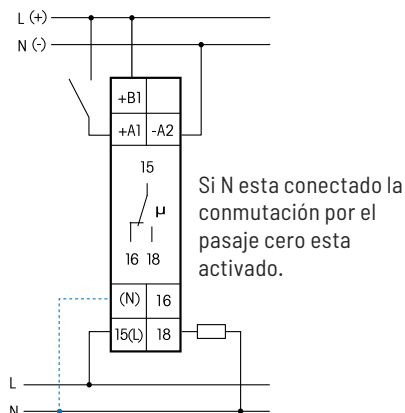 L (+)
N (-)
+B1
+A1 -A2
15
µ
16 18
Si N esta conectado la
conmutación por el
pasaje cero esta
activado.
(N) 16
15(L) 18
L
N